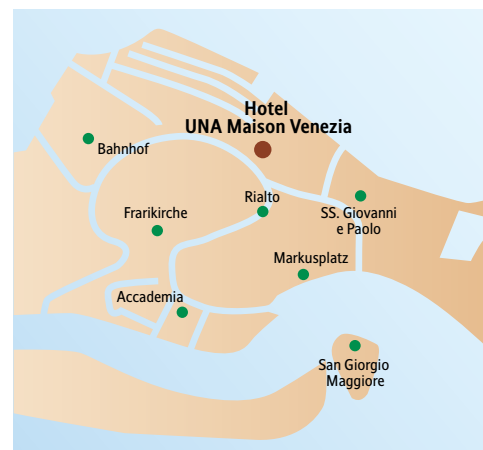 Hotel
UNA Maison Venezia
Bahnhof
Rialto
Frarikirche
SS. Giovanni
e Paolo
Markusplatz
Accademia
San Giorgio
Maggiore